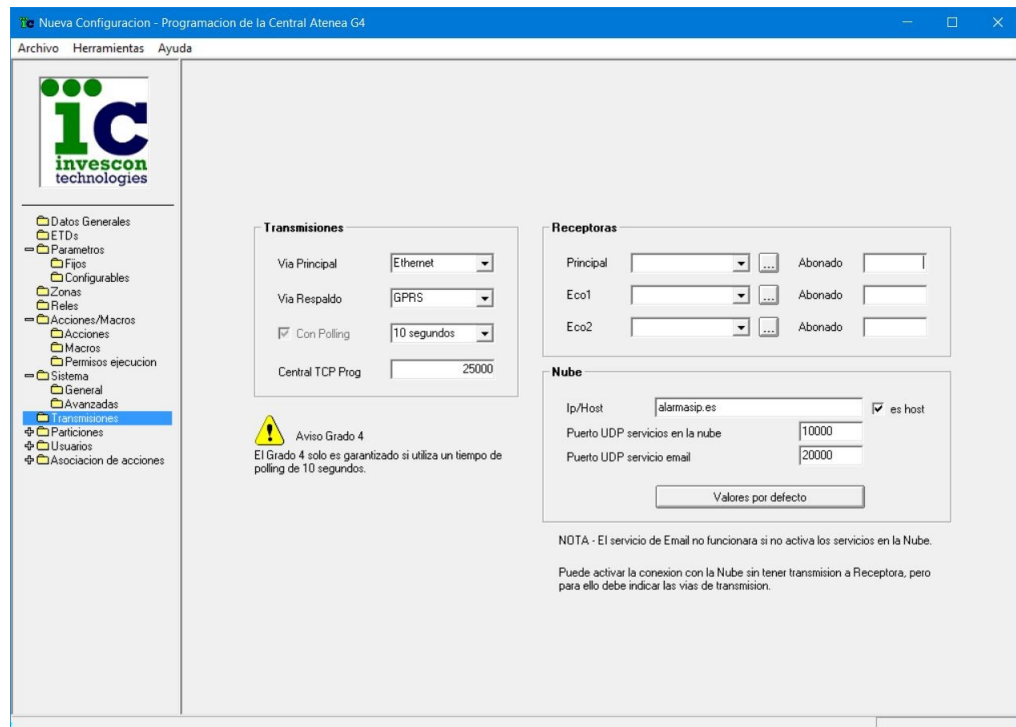 Nueva Configuracion - Programacion de la Central Atenea G4
Archivo Herramientas Ayuda
ic
invescon
technologies
Datos Generales
ETDs
Parametros
Fijos
Configurables
Zonas
Reles
Acciones/Macros
Acciones
Macros
Permisos ejecucion
Sistema
General
Avanzadas
Transmisiones
Particiones
Usuarios
Asociacion de acciones
Transmisiones
Via Principal Ethernet
Via Respaldo GPRS
Con Polling 10 segundos
Central TCP Prog 25000
Aviso Grado 4
El Grado 4 solo es garantizado si utiliza un tiempo de
polling de 10 segundos.
Receptoras
Principal ... Abonado
Eco1 ... Abonado
Eco2 ... Abonado
Nube
Ip/Host alarmasip.es es host
Puerto UDP servicios en la nube 10000
Puerto UDP servicio email 20000
Valores por defecto
NOTA - El servicio de Email no funcionara si no activa los servicios en la Nube.
Puede activar la conexion con la Nube sin tener transmision a Receptora, pero
para ello debe indicar las vias de transmision.